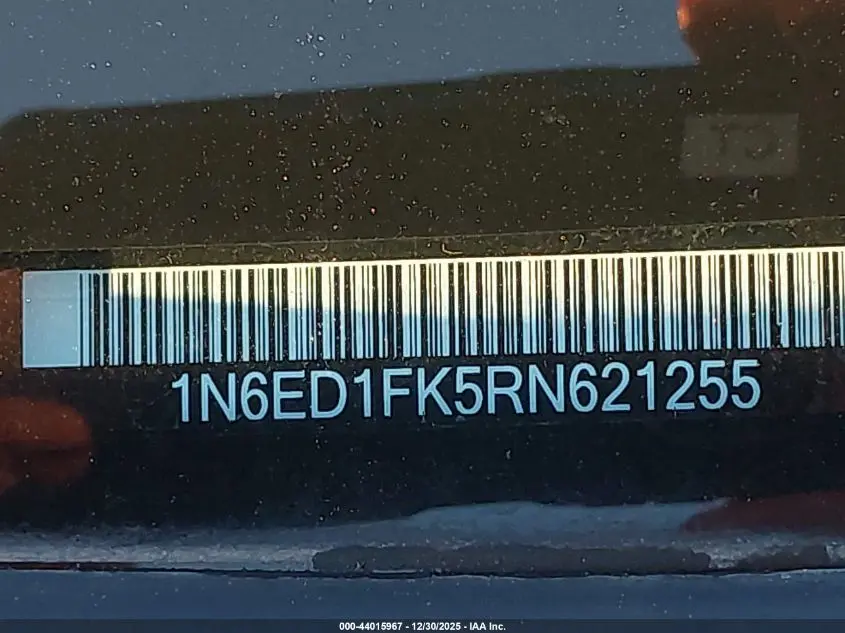 1N6ED1FK5RN621255
000-44015967 - 12/30/2025 - IAA Inc.